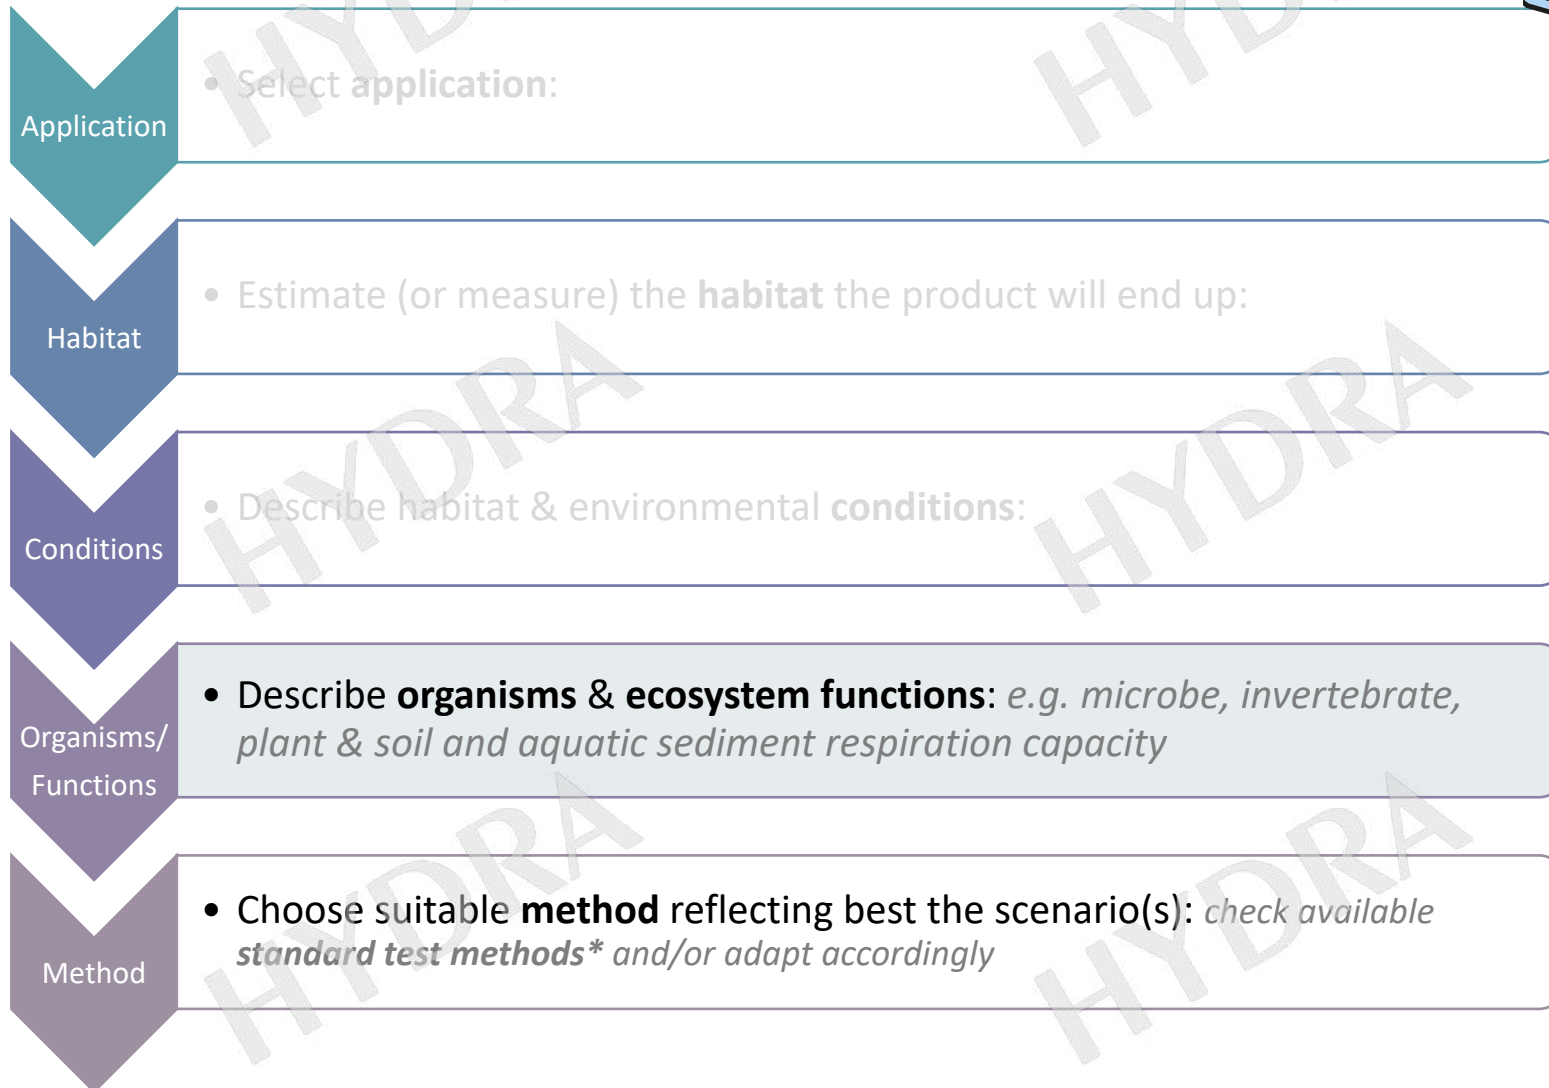 HYDRA
HYDRA
Application
• Select application:
Habitat
• Estimate (or measure) the habitat the product will end up:
HYDRA
HYDRA
Conditions
• Describe habitat & environmental conditions:
Organisms/
Functions
• Describe organisms & ecosystem functions: e.g. microbe, invertebrate,
plant & soil and aquatic sediment respiration capacity
HYDRA
HYDRA
Method
• Choose suitable method reflecting best the scenario(s): check available
standard test methods* and/or adapt accordingly